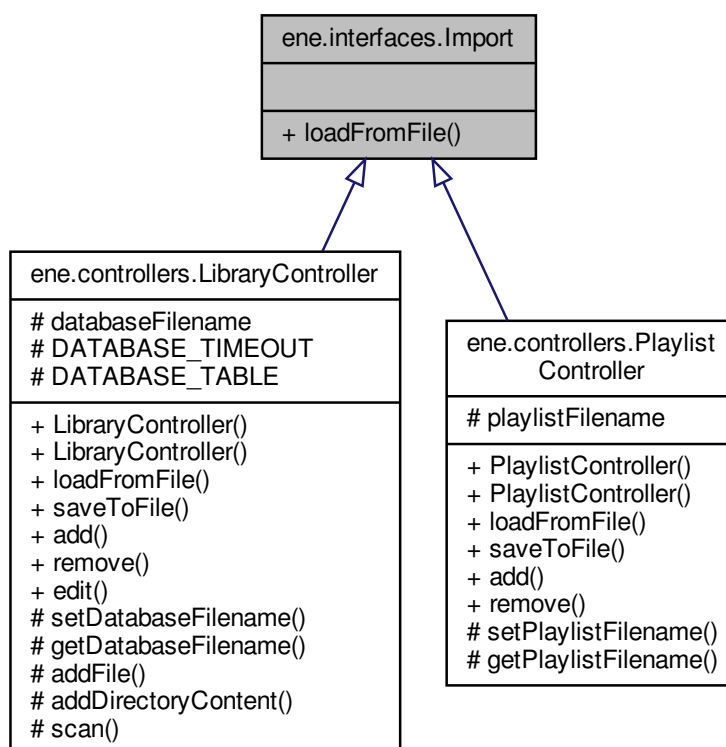 ene.interfaces.Import
+ loadFromFile()
ene.controllers.LibraryController
# databaseFilename
# DATABASE_TIMEOUT
# DATABASE_TABLE
+ LibraryController()
+ LibraryController()
+ loadFromFile()
+ saveToFile()
+ add()
+ remove()
+ edit()
# setDatabaseFilename()
# getDatabaseFilename()
# addFile()
# addDirectoryContent()
# scan()
ene.controllers.Playlist
Controller
# playlistFilename
+ PlaylistController()
+ PlaylistController()
+ loadFromFile()
+ saveToFile()
+ add()
+ remove()
# setPlaylistFilename()
# getPlaylistFilename()